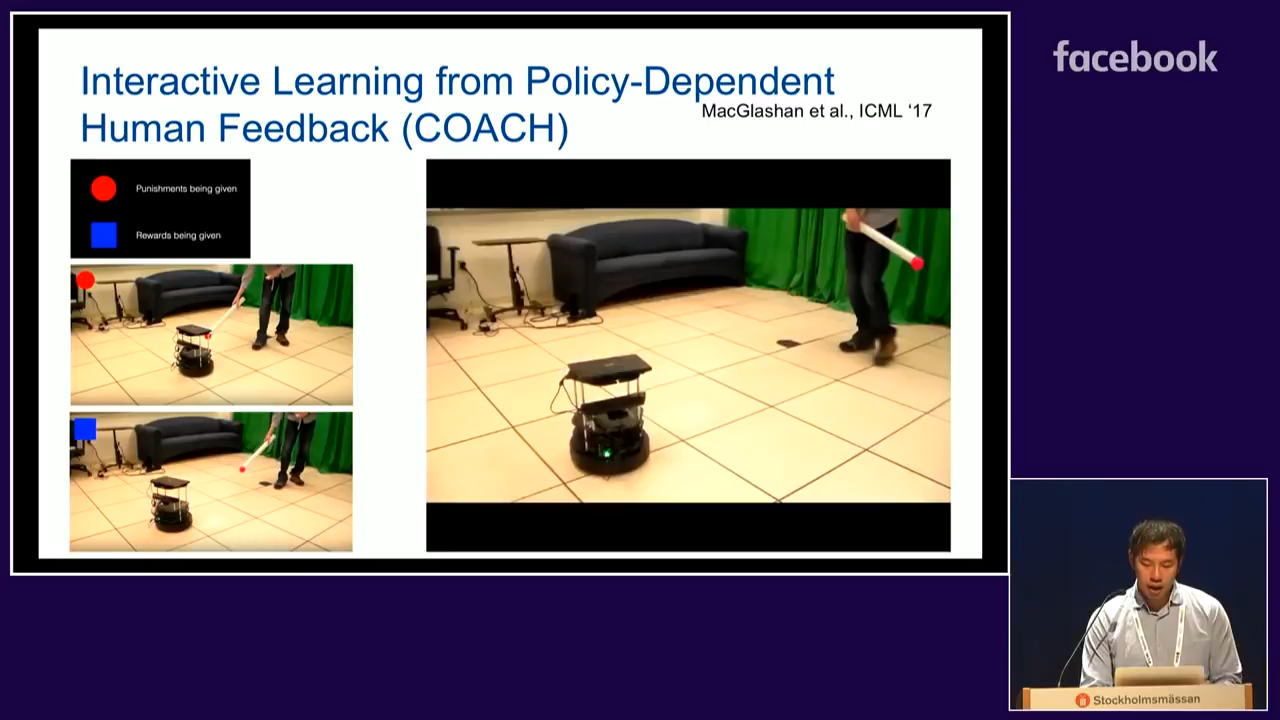 Interactive Learning from Policy-Dependent
Human Feedback (COACH)
MacGlashan et al., ICML ‘17
Punishments being given
Rewards being given
facebook
Stockholmsmässan